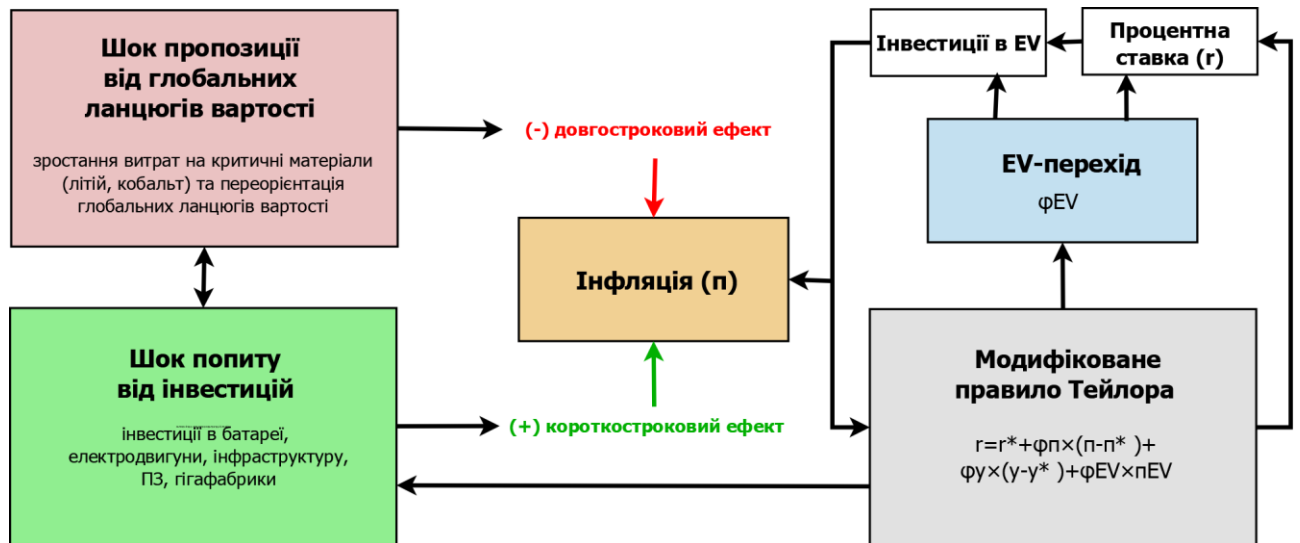 Шок пропозиції
від глобальних
ланцюгів вартості
зростання витрат на критичні матеріали
(літій, кобальт) та переорієнтація
глобальних ланцюгів вартості
(-) довгостроковий ефект
Інфляція (п)
(+) короткостроковий ефект
Шок попиту
від інвестицій
інвестиції в батареї,
електродвигуни, інфраструктуру,
ПЗ, гігафабрики
Інвестиції в EV
Процентна
ставка (r)
EV-перехід
φEV
Модифіковане
правило Тейлора
r=r*+φп×(п-п* )+
φy×(y-y* )+φEV×пEV